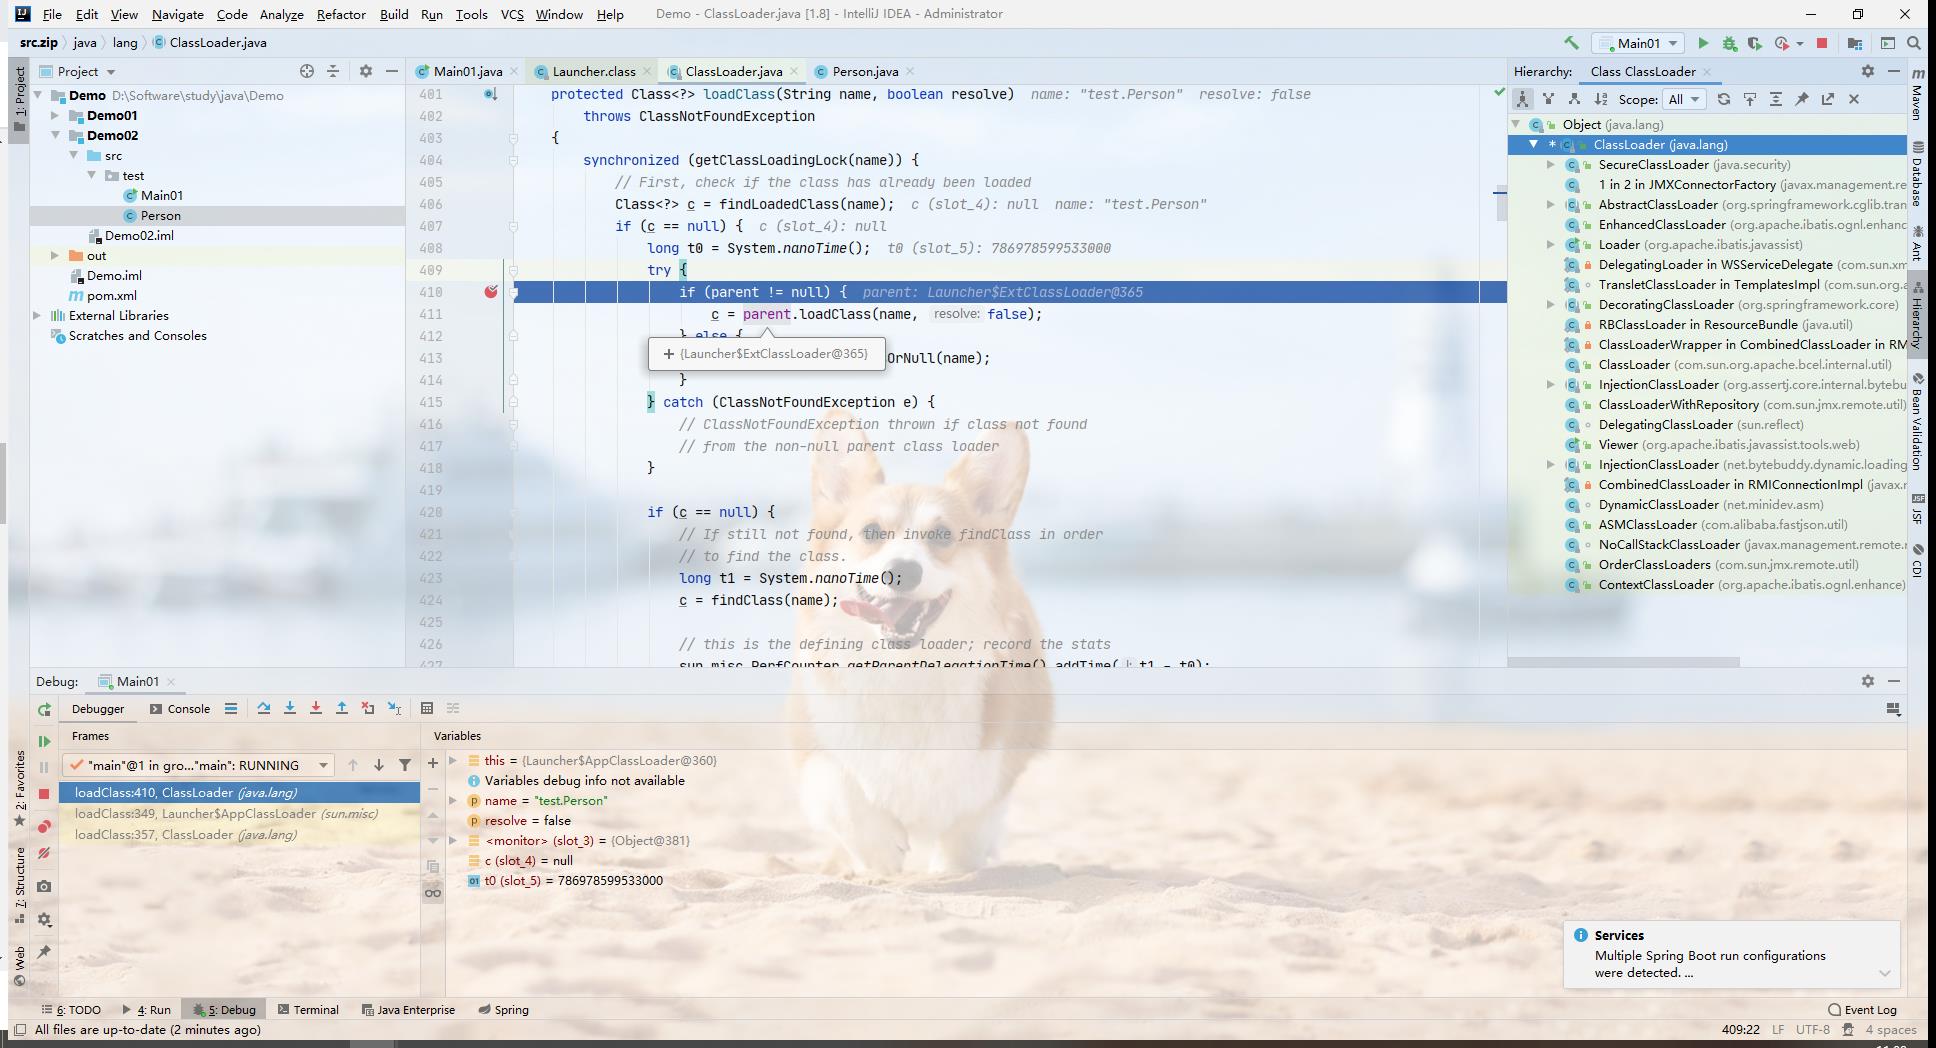 File Edit View Navigate Code Analyze Refactor Build Run Tools VCS Window Help Demo - ClassLoader.java [1.8] - IntelliJ IDEA - Administrator
src.zip java lang ClassLoader.java Main01
Project
Main01.java Launcher.class ClassLoader.java Person.java
Hierarchy: Class ClassLoader
Scope: All
1: Project
Demo D:\Software\study\java\Demo
Demo01
Demo02
src
test
Main01
Person
Demo02.iml
out
Demo.iml
pom.xml
External Libraries
Scratches and Consoles
401 protected Class<?> loadClass(String name, boolean resolve) name: "test.Person" resolve: false
402 throws ClassNotFoundException
403 {
404 synchronized (getClassLoadingLock(name)) {
405 // First, check if the class has already been loaded
406 Class<?> c = findLoadedClass(name); c (slot_4): null name: "test.Person"
407 if (c == null) { c (slot_4): null
408 long t0 = System.nanoTime(); t0 (slot_5): 786978599533000
409 try {
410 if (parent != null) { parent: Launcher$ExtClassLoader@365
411 c = parent.loadClass(name, resolve: false);
412 } else {
+ {Launcher$ExtClassLoader@365}
413 OrNull(name);
414 }
415 } catch (ClassNotFoundException e) {
416 // ClassNotFoundException thrown if class not found
417 // from the non-null parent class loader
418 }
419
420 if (c == null) {
421 // If still not found, then invoke findClass in order
422 // to find the class.
423 long t1 = System.nanoTime();
424 c = findClass(name);
425
426 // this is the defining class loader; record the stats
427 sun.misc.PerfCounter.getParentDelegationTime().addTime( t1 - t0);
Object (java.lang)
ClassLoader (java.lang)
SecureClassLoader (java.security)
1 in 2 in JMXConnectorFactory (javax.management.re
AbstractClassLoader (org.springframework.cglib.tran
EnhancedClassLoader (org.apache.ibatis.ognl.enhanc
Loader (org.apache.ibatis.javassist)
DelegatingLoader in WSServiceDelegate (com.sun.xm
TransletClassLoader in TemplatesImpl (com.sun.org.a
DecoratingClassLoader (org.springframework.core)
RBClassLoader in ResourceBundle (java.util)
ClassLoaderWrapper in CombinedClassLoader in RM
ClassLoader (com.sun.org.apache.bcel.internal.util)
InjectionClassLoader (org.assertj.core.internal.bytebu
ClassLoaderWithRepository (com.sun.jmx.remote.util)
DelegatingClassLoader (sun.reflect)
Viewer (org.apache.ibatis.javassist.tools.web)
InjectionClassLoader (net.bytebuddy.dynamic.loading
CombinedClassLoader in RMIConnectionImpl (javax.r
DynamicClassLoader (net.minidev.asm)
ASMClassLoader (com.alibaba.fastjson.util)
NoCallStackClassLoader (javax.management.remote.r
OrderClassLoaders (com.sun.jmx.remote.util)
ContextClassLoader (org.apache.ibatis.ognl.enhance)
Maven
Database
Ant
Hierarchy
Bean Validation
JSF
CDI
Debug: Main01
Debugger Console
Frames
Variables
"main"@1 in gro..."main": RUNNING
loadClass:410, ClassLoader (java.lang)
loadClass:349, Launcher$AppClassLoader (sun.misc)
loadClass:357, ClassLoader (java.lang)
this = {Launcher$AppClassLoader@360}
Variables debug info not available
name = "test.Person"
resolve = false
<monitor> (slot_3) = {Object@381}
c (slot_4) = null
t0 (slot_5) = 786978599533000
2: Favorites
7: Structure
Web
Services
Multiple Spring Boot run configurations
were detected. ...
6: TODO 4: Run 5: Debug Terminal Java Enterprise Spring Event Log
All files are up-to-date (2 minutes ago) 409:22 LF UTF-8 4 spaces